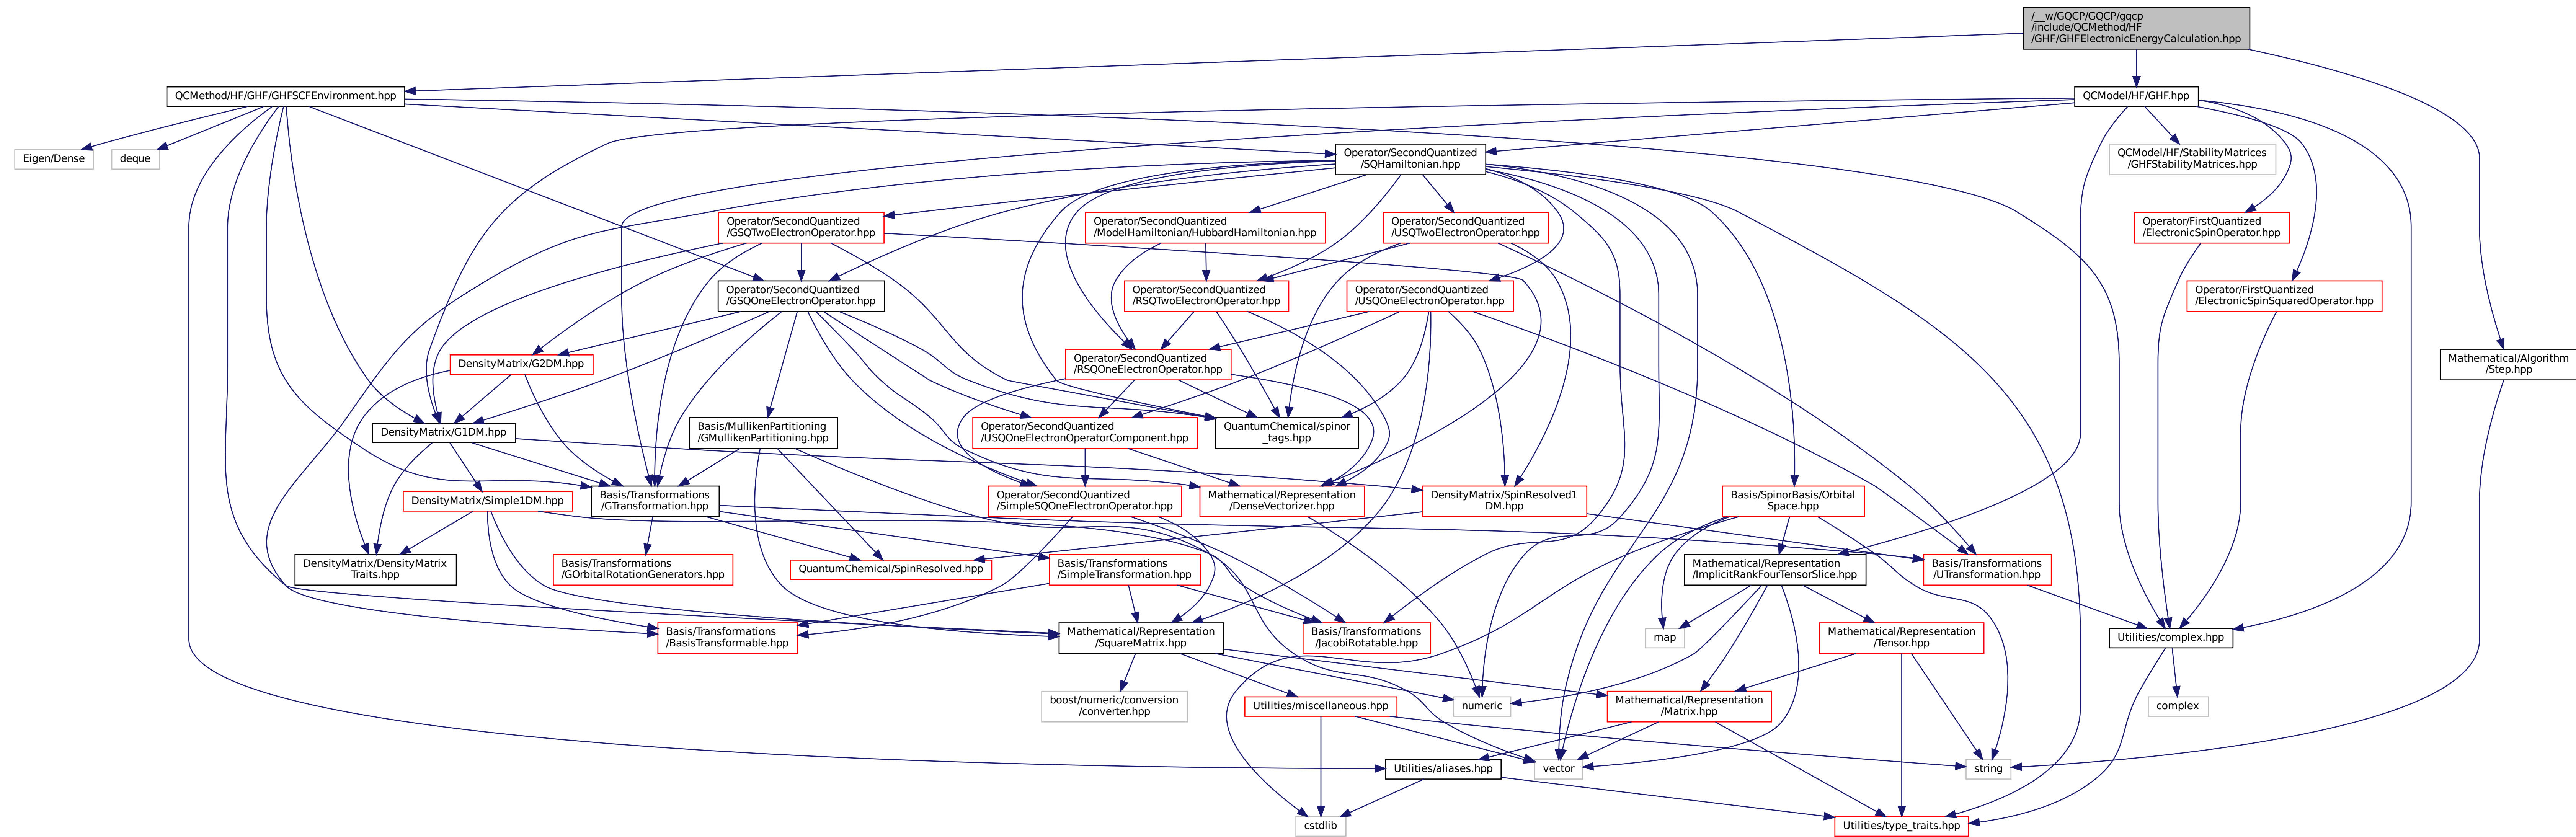 /__w/GQCP/GQCP/gqcp
/include/QCMethod/HF
/GHF/GHFElectronicEnergyCalculation.hpp
QCMethod/HF/GHF/GHFSCFEnvironment.hpp
QCModel/HF/GHF.hpp
Eigen/Dense
deque
Operator/SecondQuantized
/SQHamiltonian.hpp
QCModel/HF/StabilityMatrices
/GHFStabilityMatrices.hpp
Operator/SecondQuantized
/GSQTwoElectronOperator.hpp
Operator/SecondQuantized
/ModelHamiltonian/HubbardHamiltonian.hpp
Operator/SecondQuantized
/USQTwoElectronOperator.hpp
Operator/FirstQuantized
/ElectronicSpinOperator.hpp
Operator/SecondQuantized
/GSQOneElectronOperator.hpp
Operator/SecondQuantized
/RSQTwoElectronOperator.hpp
Operator/SecondQuantized
/USQOneElectronOperator.hpp
Operator/FirstQuantized
/ElectronicSpinSquaredOperator.hpp
DensityMatrix/G2DM.hpp
Operator/SecondQuantized
/RSQOneElectronOperator.hpp
Mathematical/Algorithm
/Step.hpp
DensityMatrix/G1DM.hpp
Basis/MullikenPartitioning
/GMullikenPartitioning.hpp
Operator/SecondQuantized
/USQOneElectronOperatorComponent.hpp
QuantumChemical/spinor
_tags.hpp
DensityMatrix/Simple1DM.hpp
Basis/Transformations
/GTransformation.hpp
Operator/SecondQuantized
/SimpleSQOneElectronOperator.hpp
Mathematical/Representation
/DenseVectorizer.hpp
DensityMatrix/SpinResolved1
DM.hpp
Basis/SpinorBasis/Orbital
Space.hpp
DensityMatrix/DensityMatrix
Traits.hpp
Basis/Transformations
/GOrbitalRotationGenerators.hpp
QuantumChemical/SpinResolved.hpp
Basis/Transformations
/SimpleTransformation.hpp
Mathematical/Representation
/ImplicitRankFourTensorSlice.hpp
Basis/Transformations
/UTransformation.hpp
Basis/Transformations
/BasisTransformable.hpp
Mathematical/Representation
/SquareMatrix.hpp
Basis/Transformations
/JacobiRotatable.hpp
map
Mathematical/Representation
/Tensor.hpp
Utilities/complex.hpp
boost/numeric/conversion
/converter.hpp
Utilities/miscellaneous.hpp
numeric
Mathematical/Representation
/Matrix.hpp
complex
Utilities/aliases.hpp
vector
string
cstdlib
Utilities/type_traits.hpp